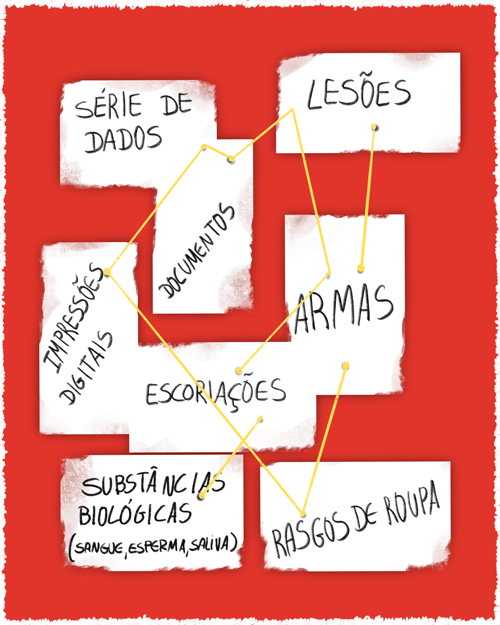 SÉRIE DE
DADOS
LESÕES
DOCUMENTOS
IMPRESSÕES
DIGITAIS
ARMAS
ESCORIAÇÕES
SUBSTÂNCIAS
BIOLÓGICAS
(SANGUE, ESPERMA, SALIVA)
RASGOS DE ROUPA